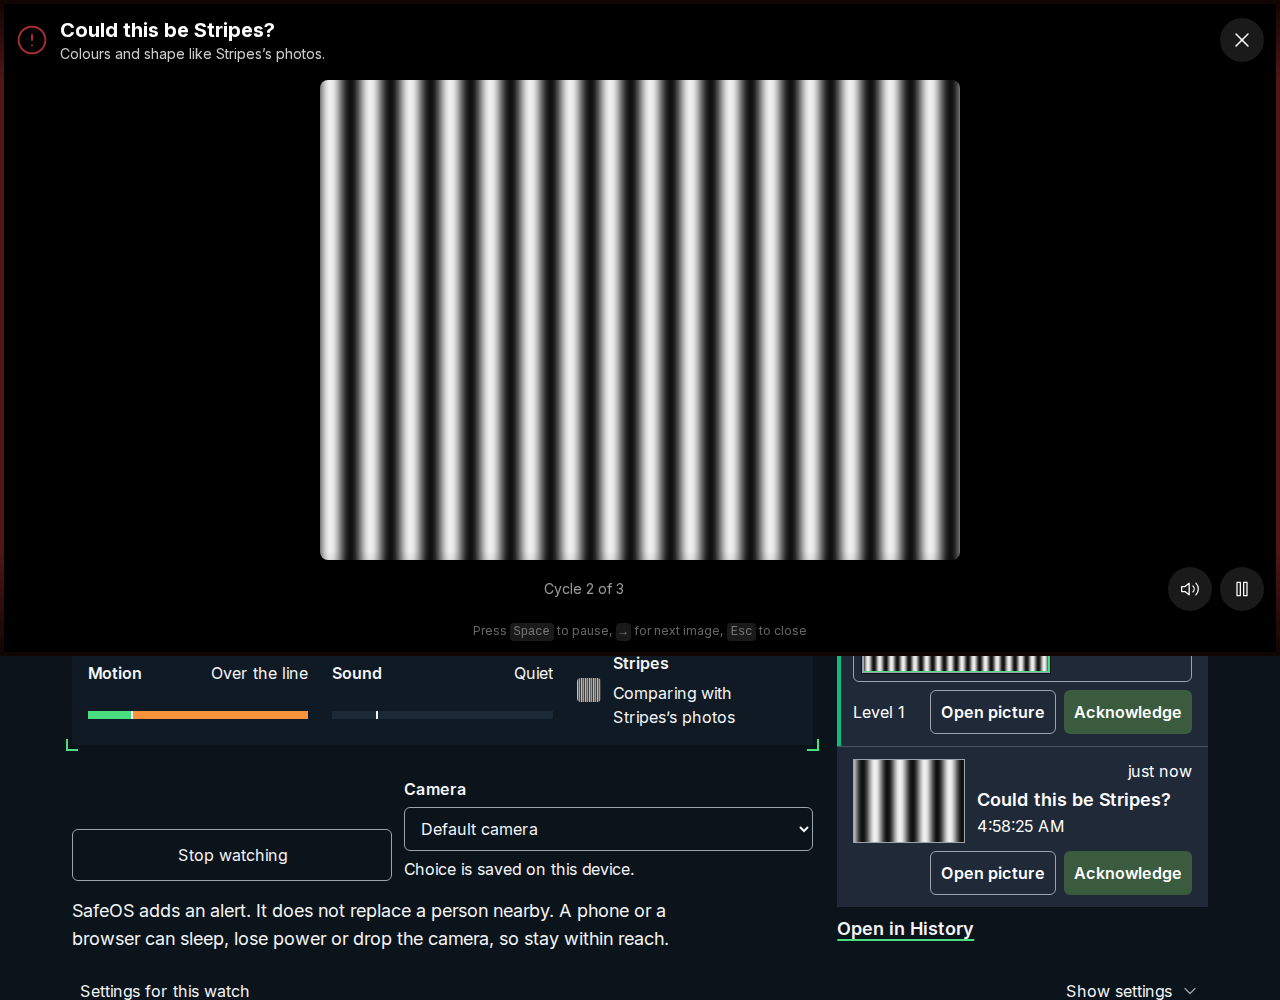 Could this be Stripes?
Colours and shape like Stripes’s photos.
Cycle 2 of 3
Press Space to pause, → for next image, Esc to close
Motion
Over the line
Sound
Quiet
Stripes
Comparing with
Stripes’s photos
Camera
Default camera
Stop watching
Choice is saved on this device.
SafeOS adds an alert. It does not replace a person nearby. A phone or a
browser can sleep, lose power or drop the camera, so stay within reach.
Settings for this watch
Show settings
Level 1
Open picture
Acknowledge
just now
Could this be Stripes?
4:58:25 AM
Open picture
Acknowledge
Open in History